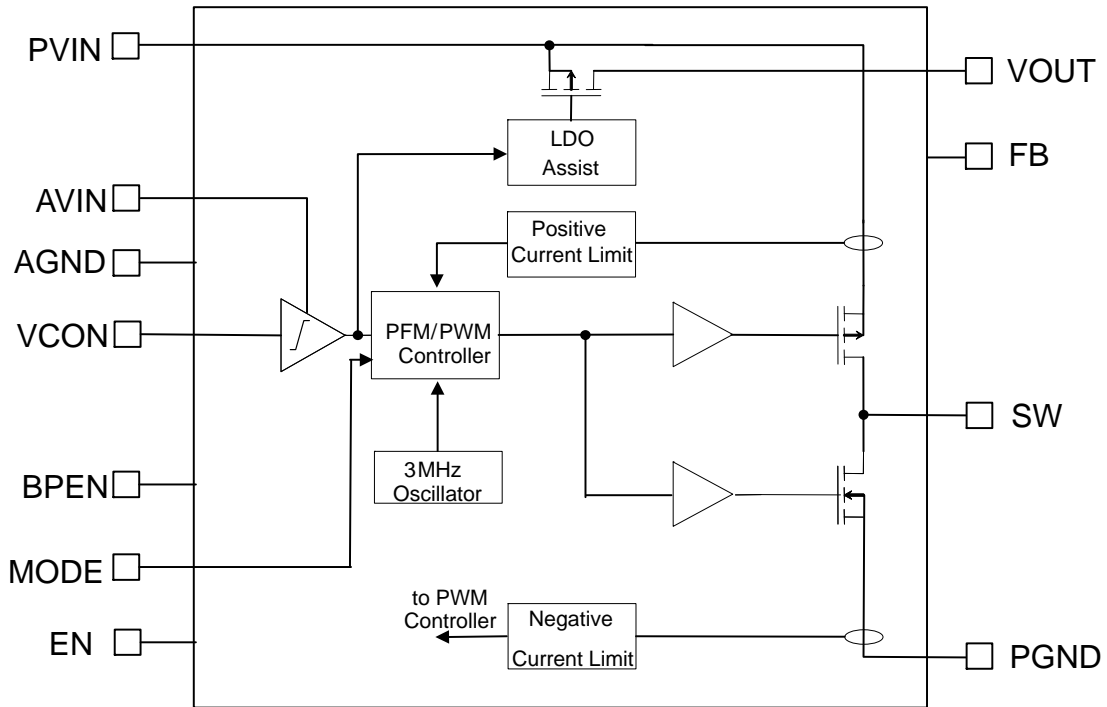 PVIN
VOUT
LDO
Assist
FB
AVIN
Positive
Current Limit
AGND
VCON
PFM/PWM
Controller
SW
3MHz
Oscillator
BPEN
MODE
to PWM
Controller
Negative
Current Limit
EN
PGND